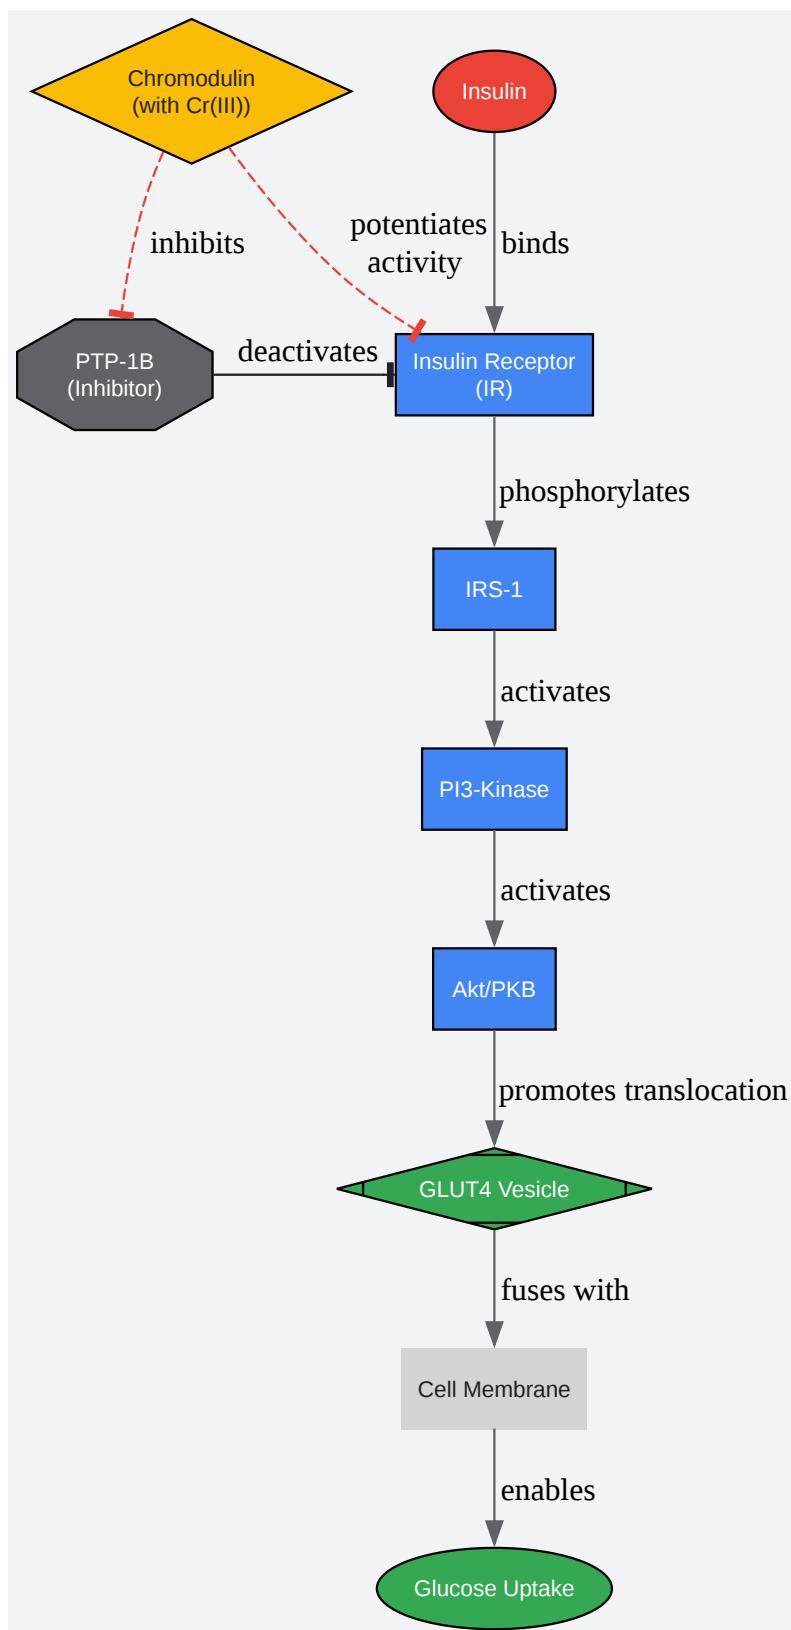 Chromodulin
(with Cr(III))
Insulin
inhibits
potentiates
activity
binds
PTP-1B
(Inhibitor)
deactivates
Insulin Receptor
(IR)
phosphorylates
IRS-1
activates
PI3-Kinase
activates
Akt/PKB
promotes translocation
GLUT4 Vesicle
fuses with
Cell Membrane
enables
Glucose Uptake